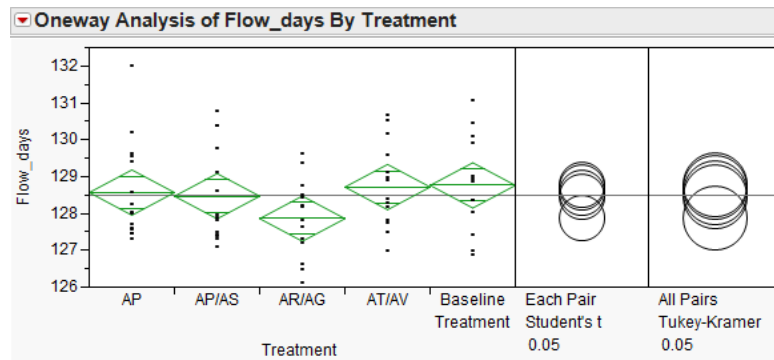 Oneway Analysis of Flow_days By Treatment
132
131
130
129
128
127
126
Flow_days
AP
AP/AS
AR/AG
AT/AV
Baseline
Treatment
Treatment
Each Pair
Student's t
0.05
All Pairs
Tukey-Kramer
0.05